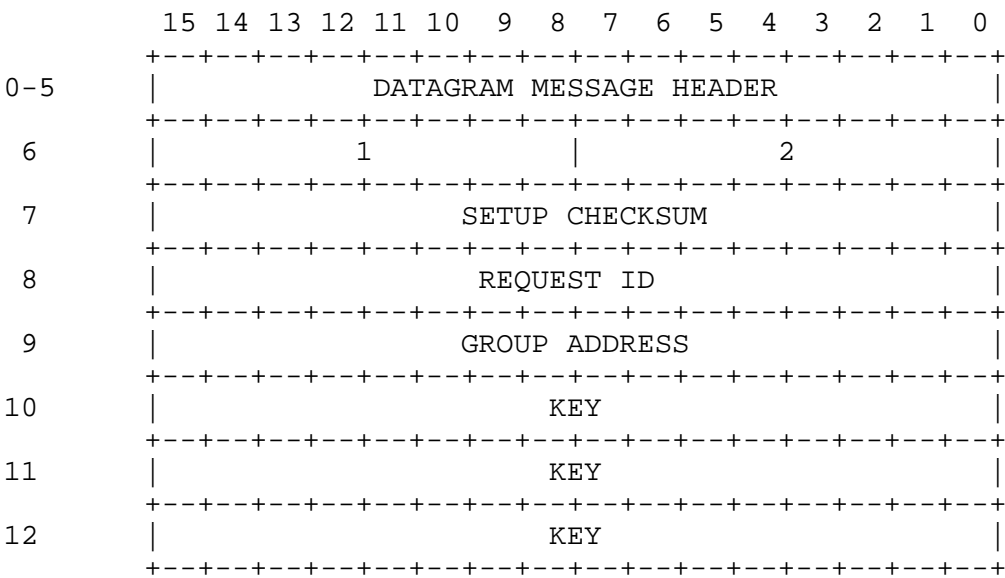 15 14 13 12 11 10 9 8 7 6 5 4 3 2 1 0
+--+--+--+--+--+--+--+--+--+--+--+--+--+--+--+--+
0-5 | DATAGRAM MESSAGE HEADER |
+--+--+--+--+--+--+--+--+--+--+--+--+--+--+--+--+
6 | 1 | 2 |
+--+--+--+--+--+--+--+--+--+--+--+--+--+--+--+--+
7 | SETUP CHECKSUM |
+--+--+--+--+--+--+--+--+--+--+--+--+--+--+--+--+
8 | REQUEST ID |
+--+--+--+--+--+--+--+--+--+--+--+--+--+--+--+--+
9 | GROUP ADDRESS |
+--+--+--+--+--+--+--+--+--+--+--+--+--+--+--+--+
10 | KEY |
+--+--+--+--+--+--+--+--+--+--+--+--+--+--+--+--+
11 | KEY |
+--+--+--+--+--+--+--+--+--+--+--+--+--+--+--+--+
12 | KEY |
+--+--+--+--+--+--+--+--+--+--+--+--+--+--+--+--+